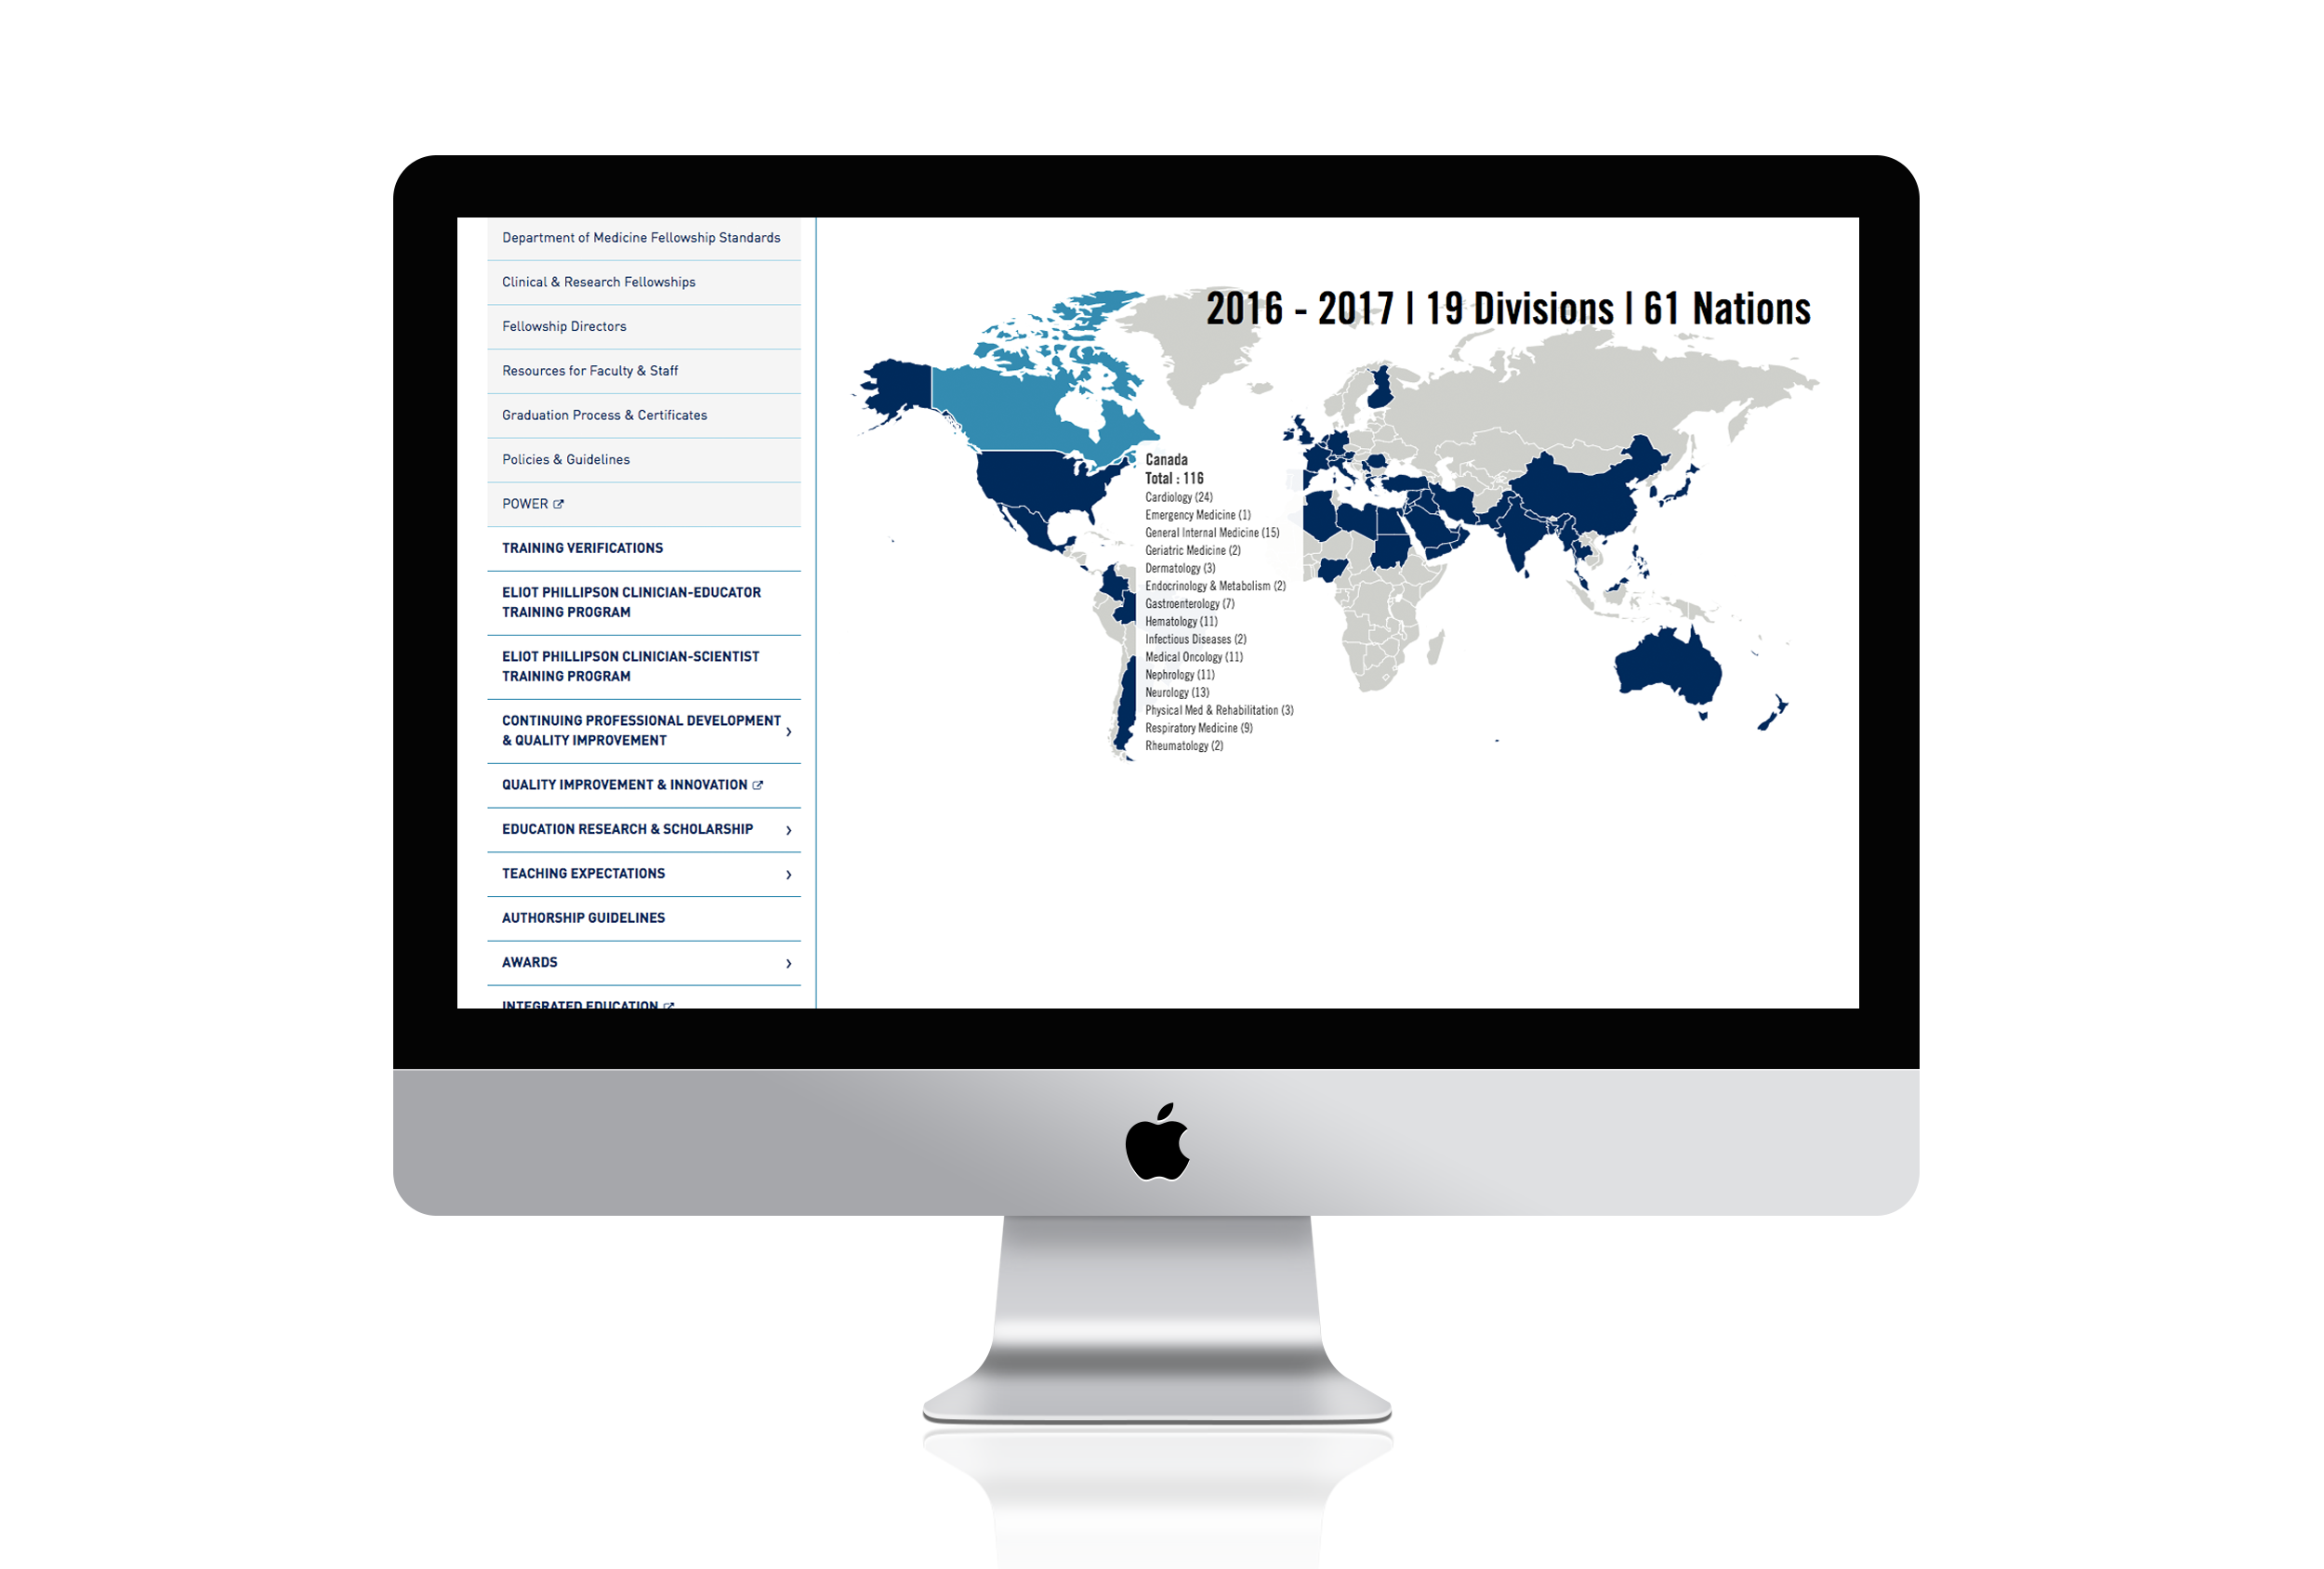 Department of Medicine Fellowship Standards
Clinical & Research Fellowships
Fellowship Directors
Resources for Faculty & Staff
Graduation Process & Certificates
Policies & Guidelines
POWER
TRAINING VERIFICATIONS
ELIOT PHILLIPSON CLINICIAN-EDUCATOR
TRAINING PROGRAM
ELIOT PHILLIPSON CLINICIAN-SCIENTIST
TRAINING PROGRAM
CONTINUING PROFESSIONAL DEVELOPMENT
& QUALITY IMPROVEMENT
QUALITY IMPROVEMENT & INNOVATION
EDUCATION RESEARCH & SCHOLARSHIP
TEACHING EXPECTATIONS
AUTHORSHIP GUIDELINES
AWARDS
INTEGRATED EDUCATION
2016 - 2017 | 19 Divisions | 61 Nations
Canada
Total : 116
Cardiology (24)
Emergency Medicine (1)
General Internal Medicine (15)
Geriatric Medicine (2)
Dermatology (3)
Endocrinology & Metabolism (2)
Gastroenterology (7)
Hematology (11)
Infectious Diseases (2)
Medical Oncology (11)
Nephrology (11)
Neurology (13)
Physical Med & Rehabilitation (3)
Respiratory Medicine (9)
Rheumatology (2)